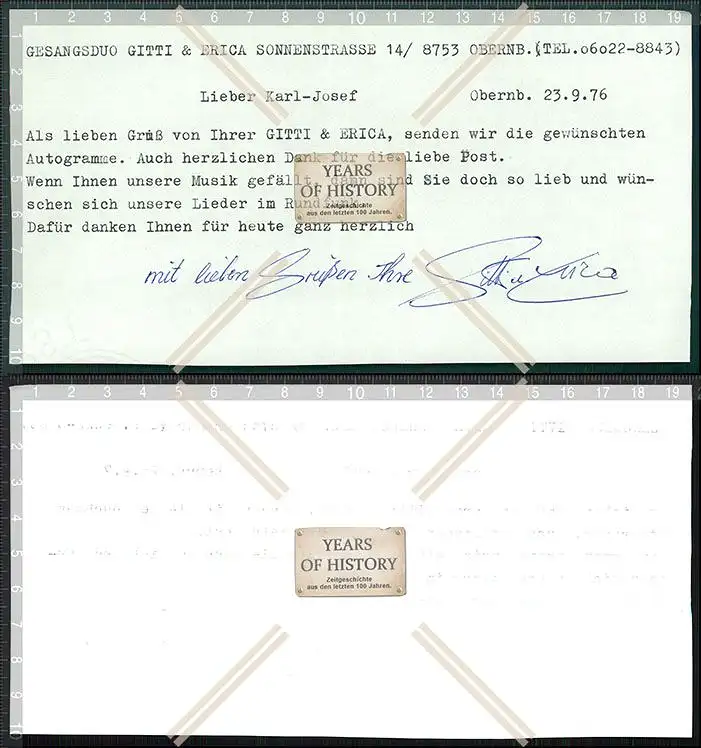 GESANGSDUO GITTI & ERICA SONNENSTRASSE 14/ 8753 OBERNB.(TEL.06022-8843)
Lieber Karl-Josef Obernb. 23.9.76
Als lieben Gruß von Ihrer GITTI & ERICA, senden wir die gewünschten
Autogramme. Auch herzlichen Dank für die liebe Post.
Wenn Ihnen unsere Musik gefällt, dann sind Sie doch so lieb und wün-
schen sich unsere Lieder im Rundfunk.
Dafür danken Ihnen für heute ganz herzlich
mit lieben Grüßen Ihre Gitti & Erica
YEARS
OF HISTORY
Zeitgeschichte
aus den letzten 100 Jahren.
YEARS
OF HISTORY
Zeitgeschichte
aus den letzten 100 Jahren.